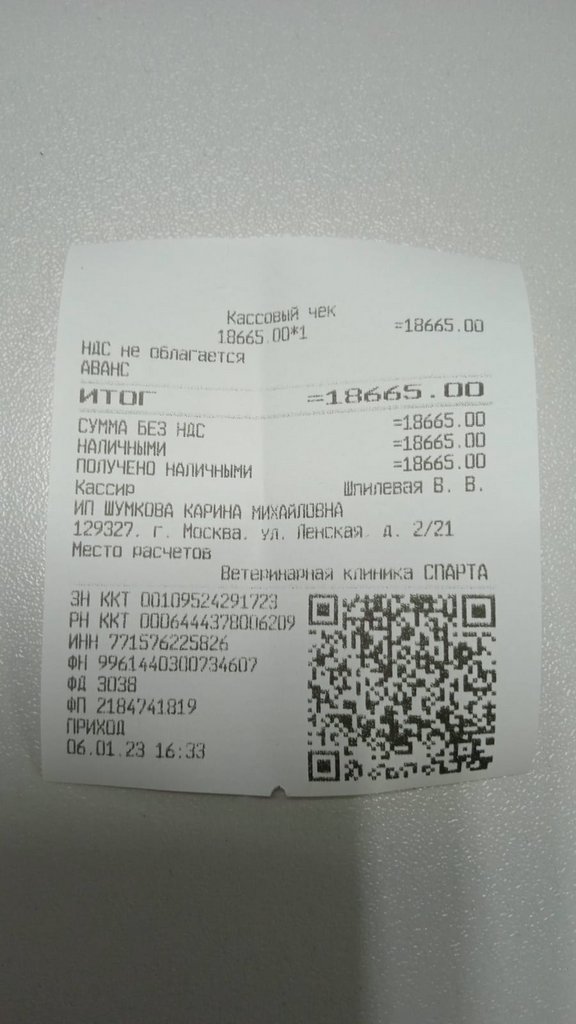 Кассовый чек
18665.00*1 =18665.00
НДС не облагается
АВАНС
ИТОГ =18665.00
СУММА БЕЗ НДС =18665.00
НАЛИЧНЫМИ =18665.00
ПОЛУЧЕНО НАЛИЧНЫМИ =18665.00
Кассир Шпилевая В. В.
ИП ШУМКОВА КАРИНА МИХАЙЛОВНА
129327. г. Москва. ул. Ленская. д. 2/21
Место расчетов
Ветеринарная клиника СПАРТА
ЗН ККТ 00109524291723
РН ККТ 0006444378006209
ИНН 771576225826
ФН 9961440300734607
ФД 3038
ФП 2184741819
ПРИХОД
06.01.23 16:33